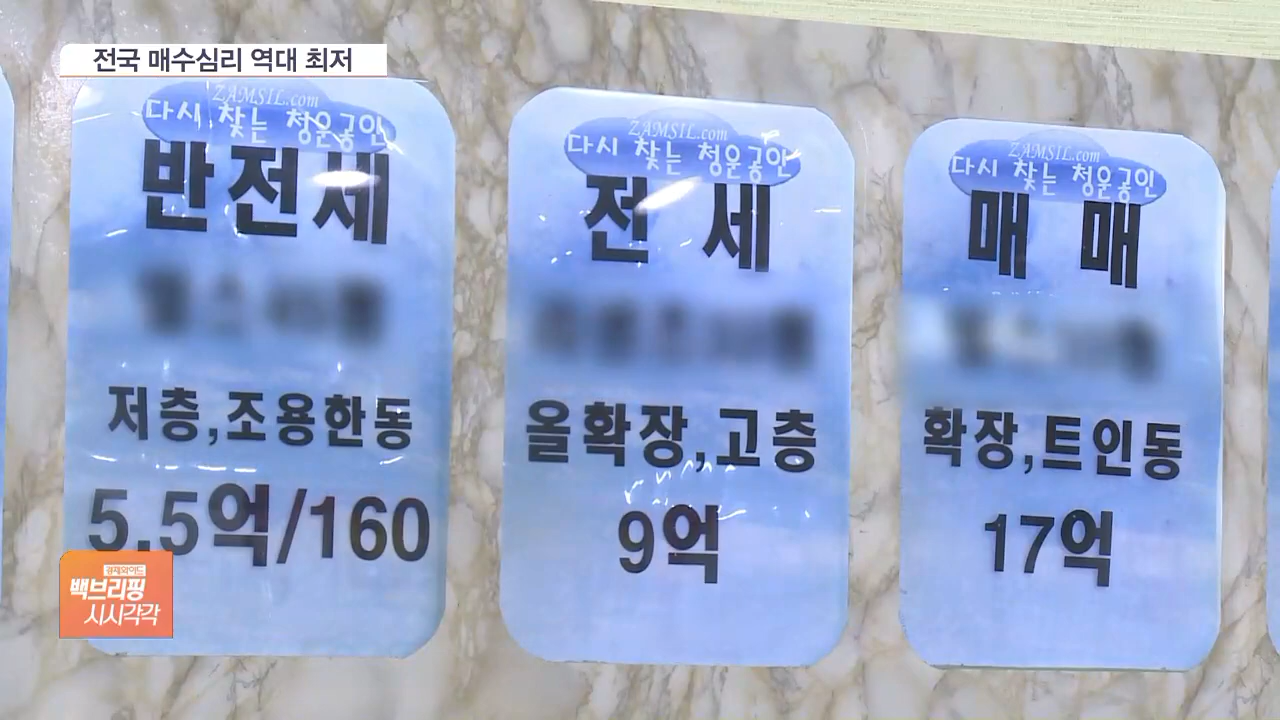 전국 매수심리 역대 최저
ZAMSIL.com
다시 찾는 청운공인
반전세
저층,조용한동
5.5억/160
ZAMSIL.com
다시 찾는 청운공인
전세
올확장,고층
9억
ZAMSIL.com
다시 찾는 청운공인
매매
확장,트인동
17억
경제와이드
백브리핑
시시각각